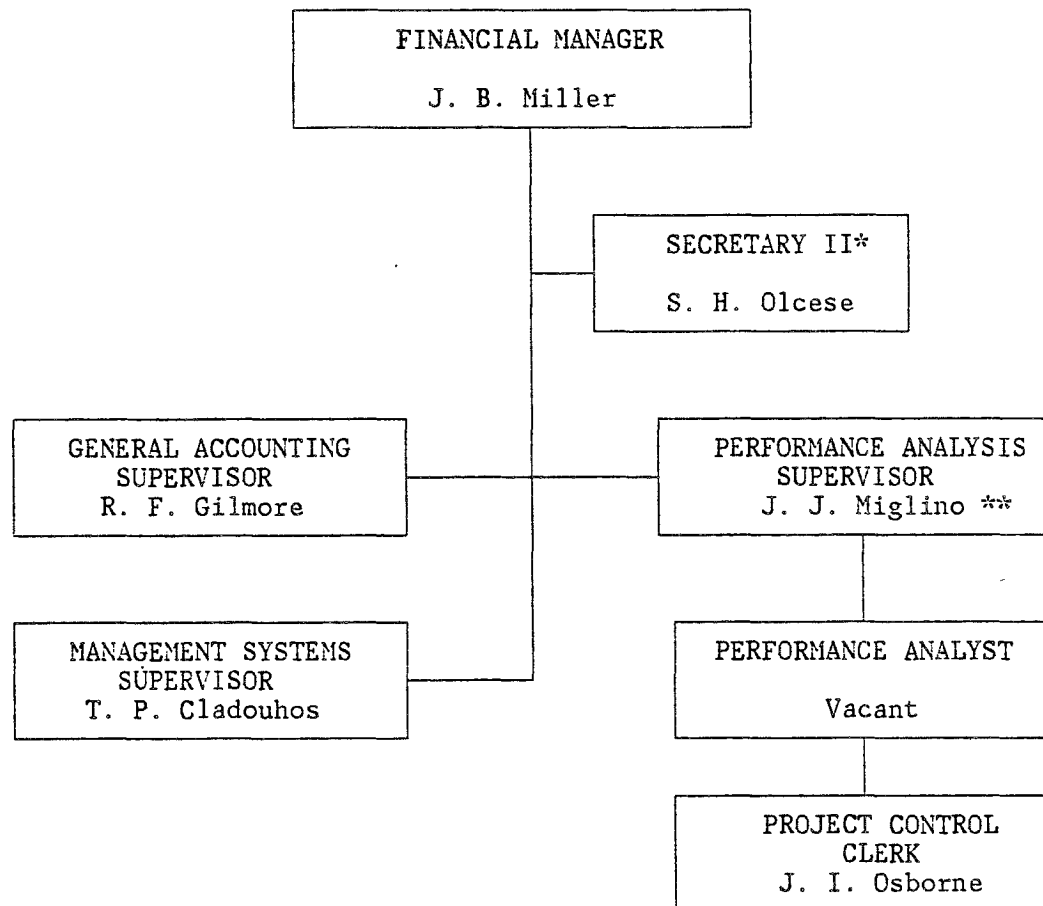 FINANCIAL MANAGER
J. B. Miller
SECRETARY II*
S. H. Olcese
GENERAL ACCOUNTING
SUPERVISOR
R. F. Gilmore
PERFORMANCE ANALYSIS
SUPERVISOR
J. J. Miglino **
MANAGEMENT SYSTEMS
SUPERVISOR
T. P. Cladouhos
PERFORMANCE ANALYST
Vacant
PROJECT CONTROL
CLERK
J. I. Osborne